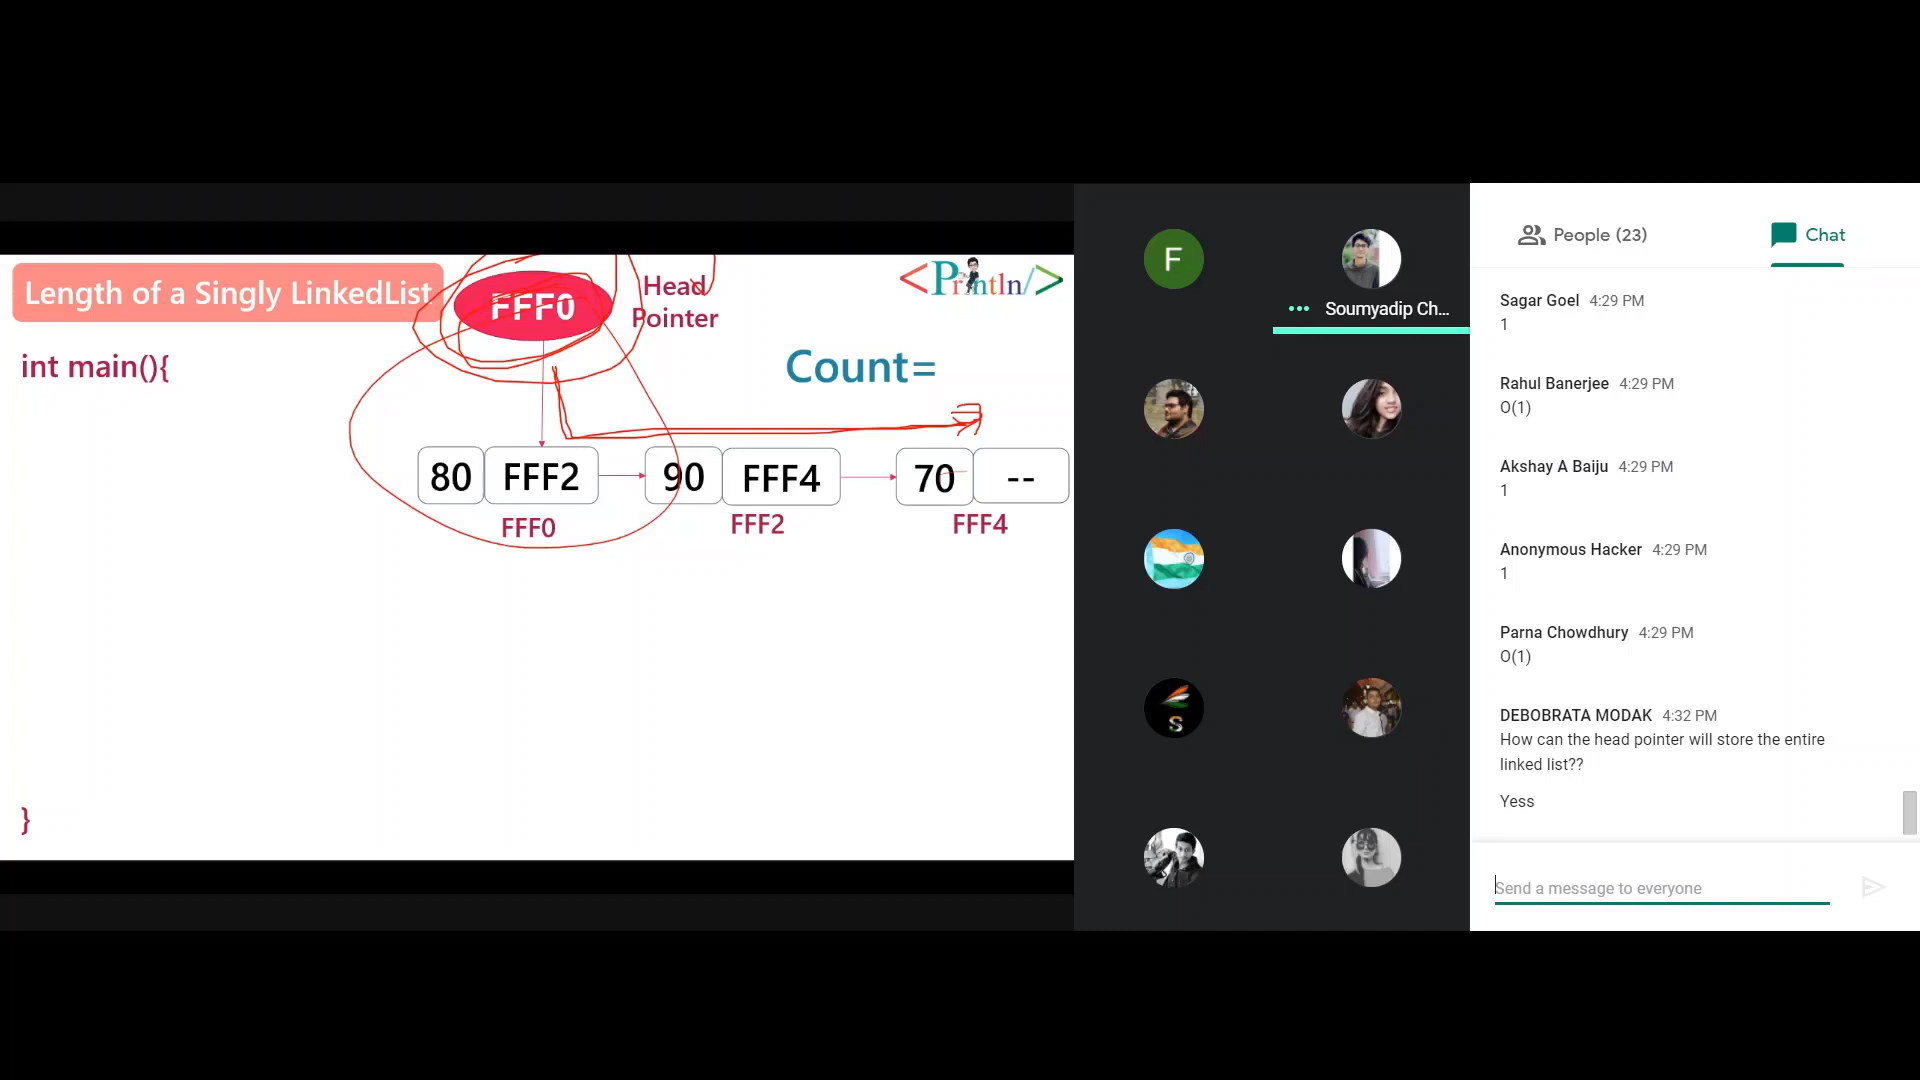 Length of a Singly LinkedList
FFF0
Head
Pointer
<Println/>
int main(){
Count=
80 FFF2 90 FFF4 70 --
FFF0 FFF2 FFF4
}
F
Soumyadip Ch...
S
People (23) Chat
Sagar Goel 4:29 PM
1
Rahul Banerjee 4:29 PM
O(1)
Akshay A Baiju 4:29 PM
1
Anonymous Hacker 4:29 PM
1
Parna Chowdhury 4:29 PM
O(1)
DEBOBRATA MODAK 4:32 PM
How can the head pointer will store the entire
linked list??
Yess
Send a message to everyone